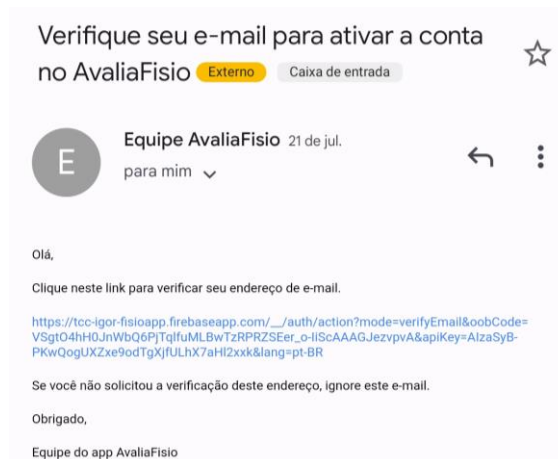 Verifique seu e-mail para ativar a conta
no AvaliaFisio Externo Caixa de entrada
E
Equipe AvaliaFisio 21 de jul.
para mim
Olá,
Clique neste link para verificar seu endereço de e-mail.
https://tcc-igor-fisioapp.firebaseapp.com/__/auth/action?mode=verifyEmail&oobCode=
VSgtO4hH0JnWbQ6PjTqlfuMLBwTzRPRZSEer_o-liScAAAGJezvpvA&apiKey=AIzaSyB-
PKwQogUXZxe9odTgXjfULhX7aHl2xxk&lang=pt-BR
Se você não solicitou a verificação deste endereço, ignore este e-mail.
Obrigado,
Equipe do app AvaliaFisio